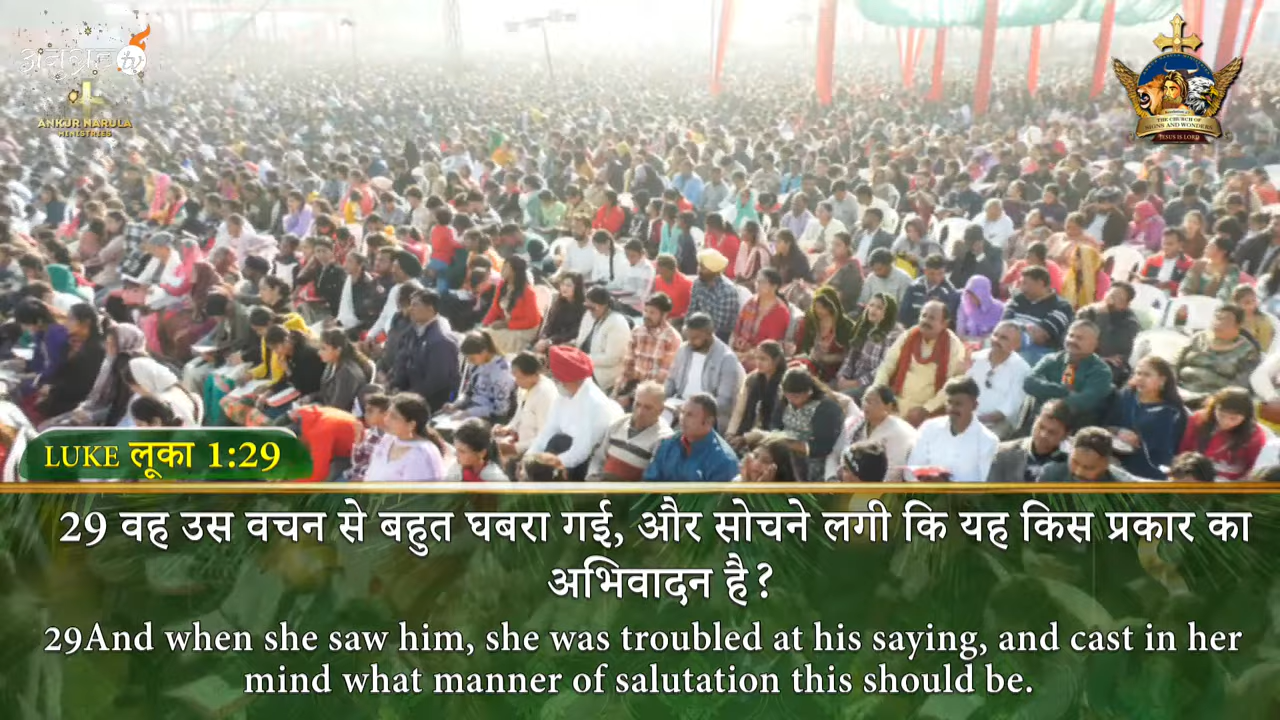 tv
ANKUR NARULA
MINISTRIES
THE CHURCH OF
SIGNS AND WONDERS
JESUS IS LORD
LUKE लूका 1:29
29 वह उस वचन से बहुत घबरा गई, और सोचने लगी कि यह किस प्रकार का
अभिवादन है?
29And when she saw him, she was troubled at his saying, and cast in her
mind what manner of salutation this should be.